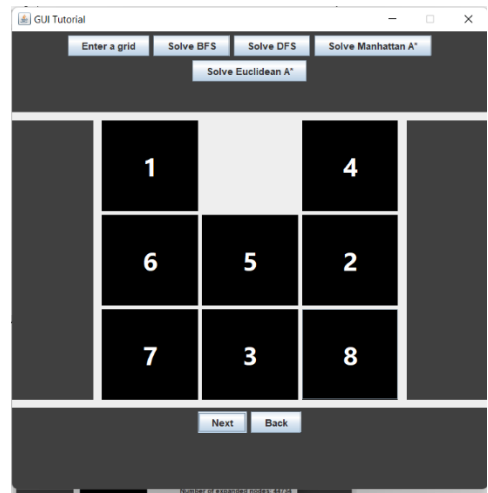 GUI Tutorial
Enter a grid Solve BFS Solve DFS Solve Manhattan A*
Solve Euclidean A*
1 4
6 5 2
7 3 8
Next Back